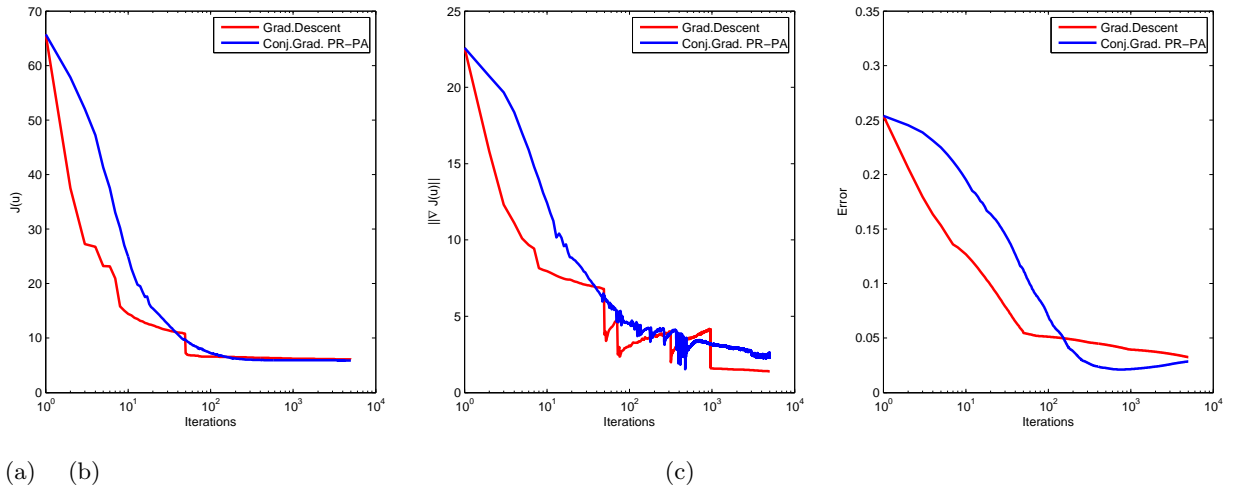 70
60
50
40
30
20
10
0
J(u)
10^0 10^1 10^2 10^3 10^4
Iterations
Grad.Descent
Conj.Grad. PR−PA
25
20
15
10
5
0
||∇ J(u)||
10^0 10^1 10^2 10^3 10^4
Iterations
Grad.Descent
Conj.Grad. PR−PA
0.35
0.3
0.25
0.2
0.15
0.1
0.05
0
Error
10^0 10^1 10^2 10^3 10^4
Iterations
Grad.Descent
Conj.Grad. PR−PA
(a) (b) (c)